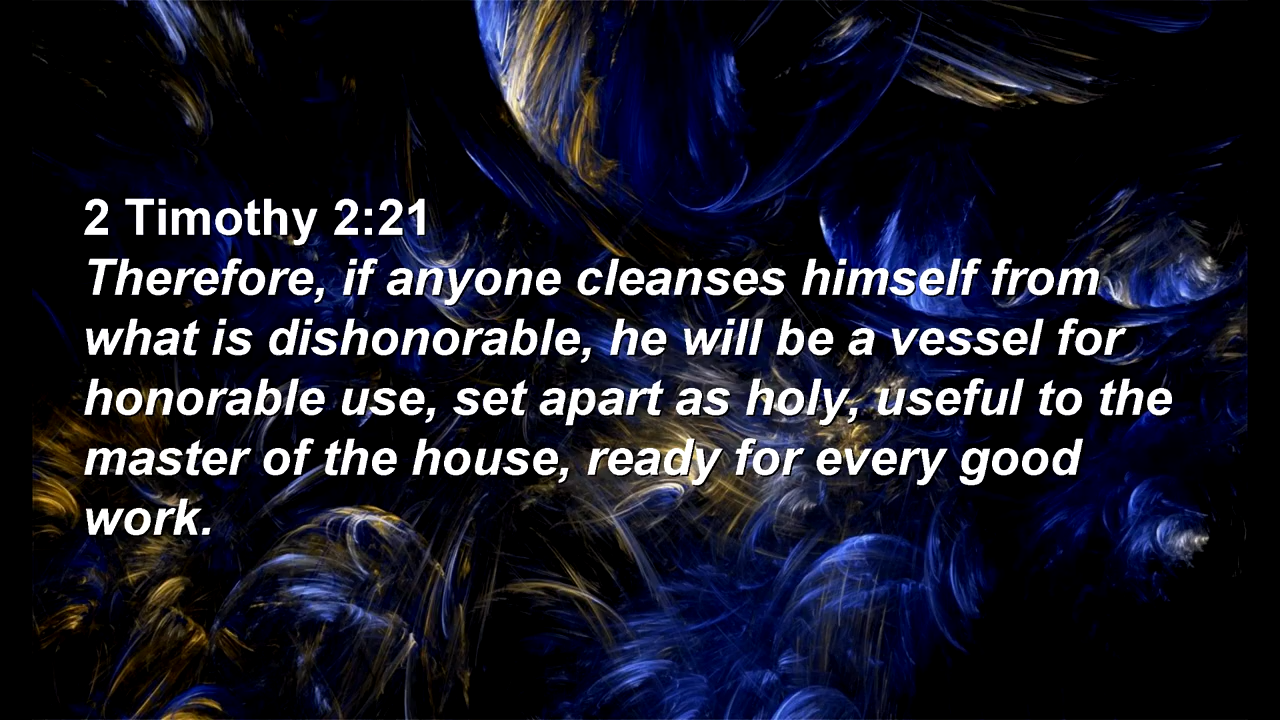 2 Timothy 2:21
Therefore, if anyone cleanses himself from
what is dishonorable, he will be a vessel for
honorable use, set apart as holy, useful to the
master of the house, ready for every good
work.